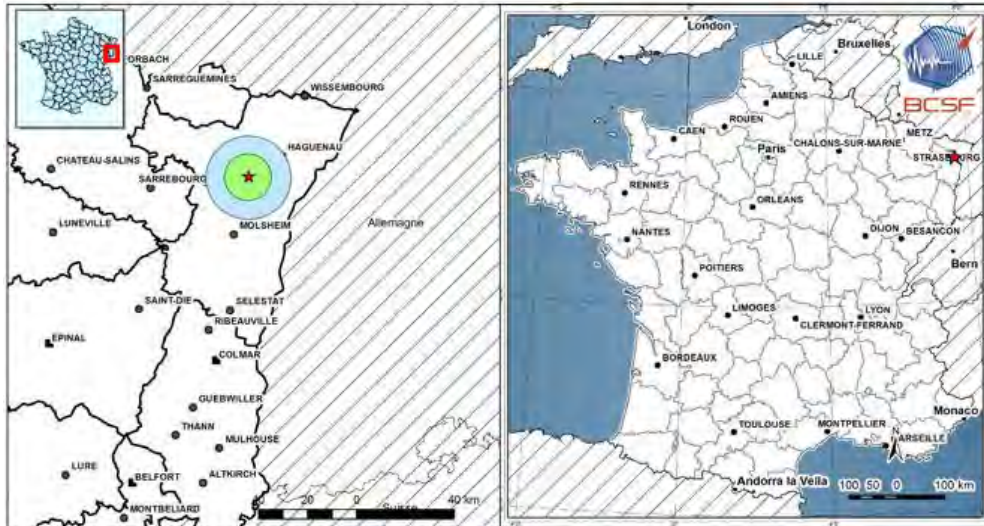 ORBACH
SARREGUEMINES
WISSEMBOURG
HAGUENAU
CHATEAU-SALINS
SARREBOURG
LUNEVILLE
MOLSHEIM
Allemagne
SAINT-DIE
SELESTAT
RIBEAUVILLE
EPINAL
COLMAR
GUEBWILLER
THANN
MULHOUSE
LURE
BELFORT
ALTKIRCH
MONTBELIARD
20 0 20 40 km
Suisse
London
Bruxelles
LILLE
BCSF
AMIENS
ROUEN
METZ
CAEN
Paris
CHALONS-SUR-MARNE
STRASBOURG
RENNES
ORLEANS
NANTES
DIJON
BESANCON
Bern
POITIERS
LIMOGES
LYON
CLERMONT-FERRAND
BORDEAUX
Monaco
TOULOUSE
MONTPELLIER
ARSEILLE
Andorra la Vella
100 50 0 100 km